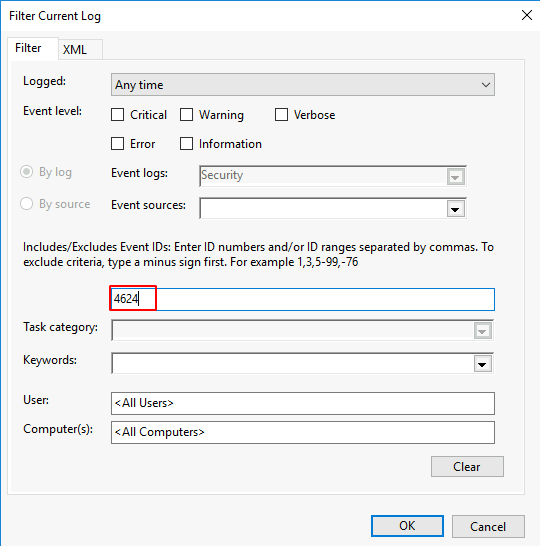 Filter Current Log
Filter XML
Logged: Any time
Event level: Critical Warning Verbose
Error Information
By log Event logs: Security
By source Event sources:
Includes/Excludes Event IDs: Enter ID numbers and/or ID ranges separated by commas. To
exclude criteria, type a minus sign first. For example 1,3,5-99,-76
4624
Task category:
Keywords:
User: <All Users>
Computer(s): <All Computers>
Clear
OK Cancel